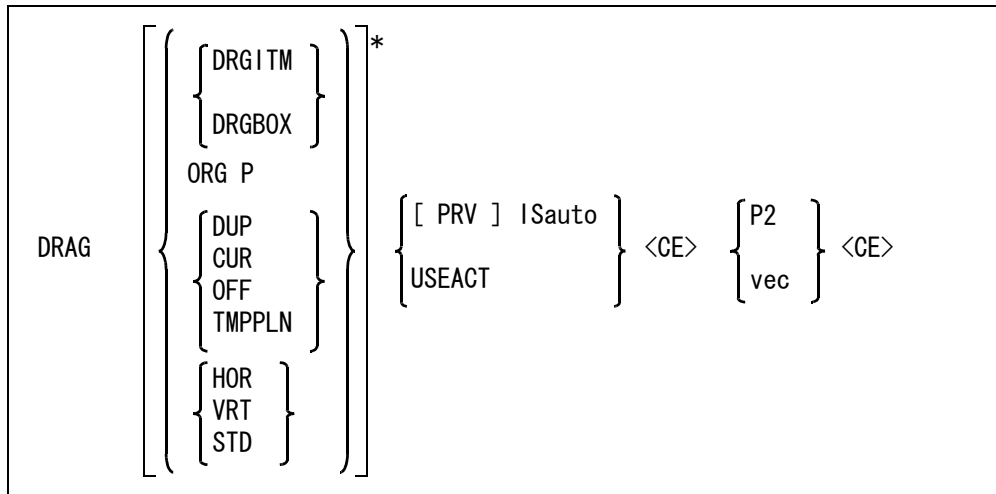 DRGITM
DRGBOX
ORG P
DUP
CUR
OFF
TMPPLN
HOR
VRT
STD
*
DRAG
[ PRV ] ISauto
USEACT
<CE>
P2
vec
<CE>